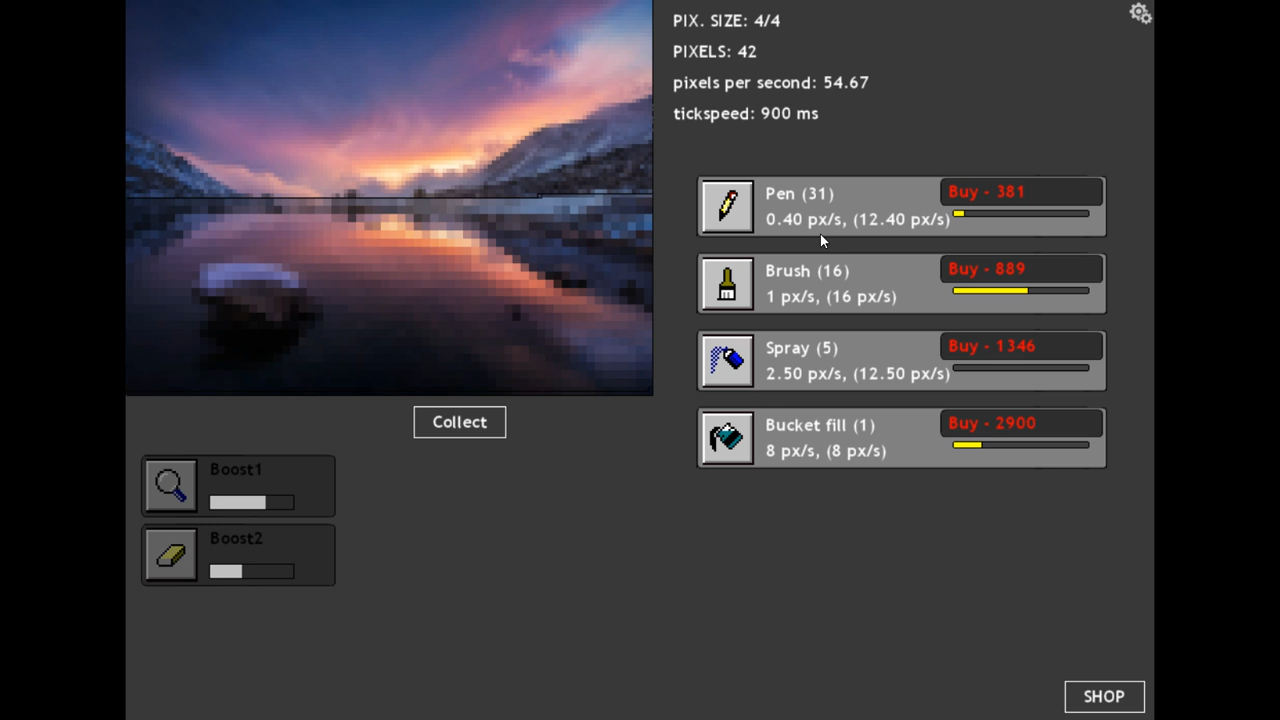 PIX. SIZE: 4/4
PIXELS: 42
pixels per second: 54.67
tickspeed: 900 ms
Pen (31)
Buy - 381
0.40 px/s, (12.40 px/s)
Brush (16)
Buy - 889
1 px/s, (16 px/s)
Spray (5)
Buy - 1346
2.50 px/s, (12.50 px/s)
Bucket fill (1)
Buy - 2900
8 px/s, (8 px/s)
Collect
Boost1
Boost2
SHOP